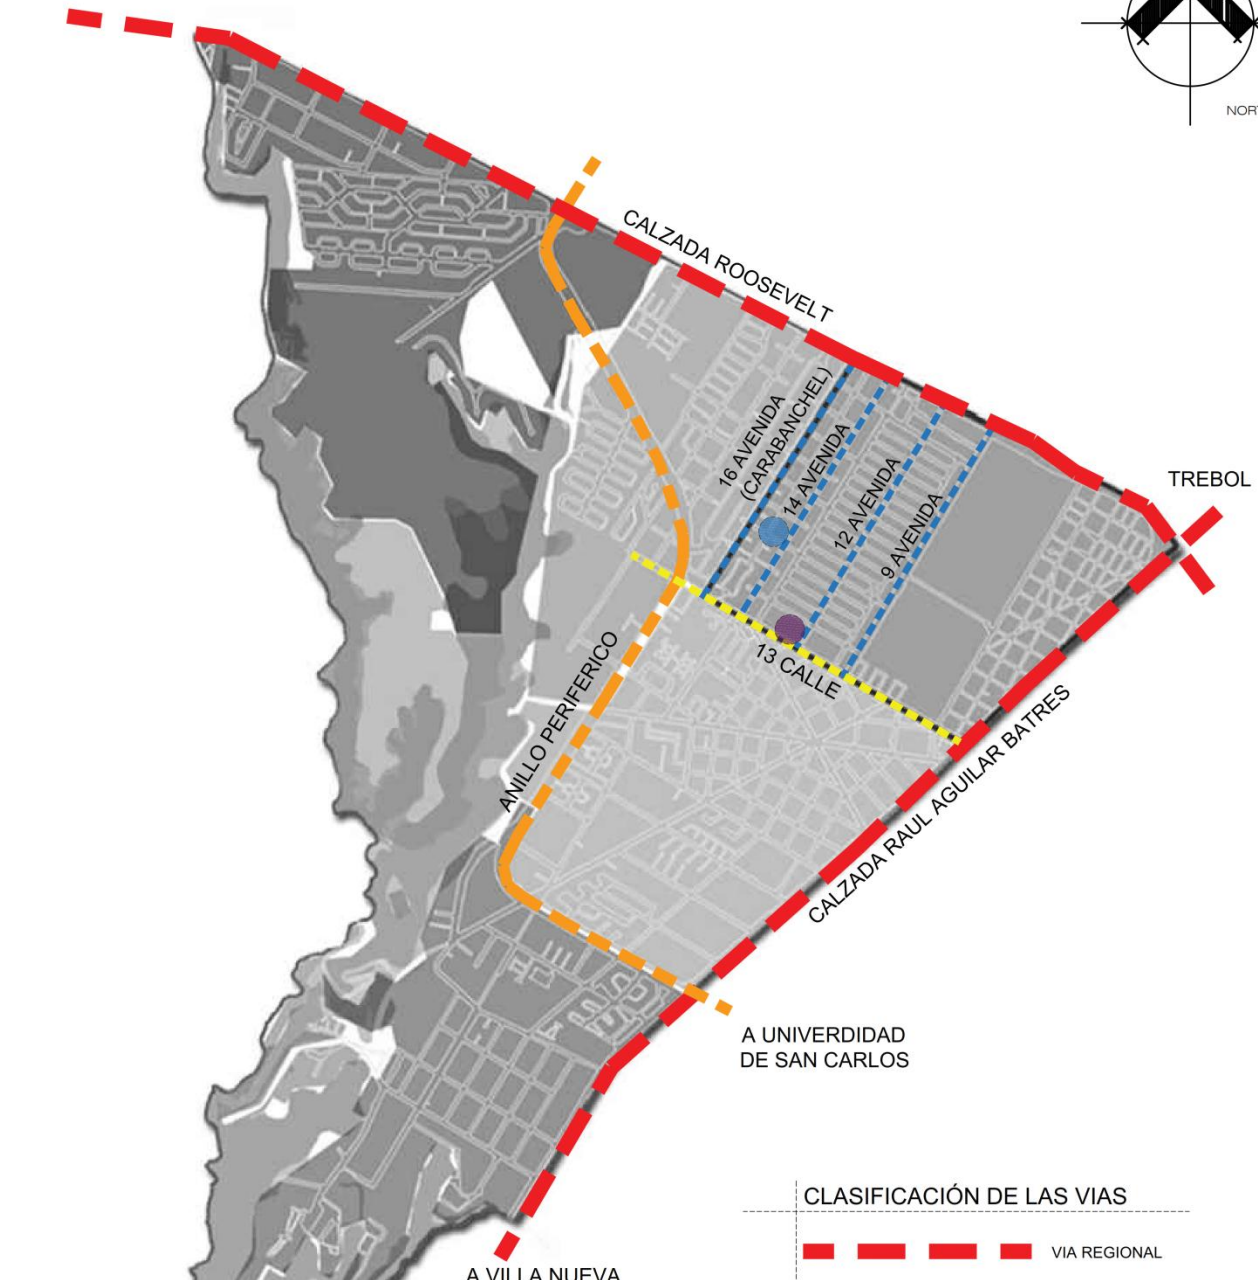 NOR
CALZADA ROOSEVELT
16 AVENIDA
(CARABANCHEL)
14 AVENIDA
12 AVENIDA
9 AVENIDA
TREBOL
13 CALLE
ANILLO PERIFERICO
CALZADA RAUL AGUILAR BATRES
A UNIVERDIDAD
DE SAN CARLOS
CLASIFICACIÓN DE LAS VIAS
VIA REGIONAL
A VILLA NUEVA